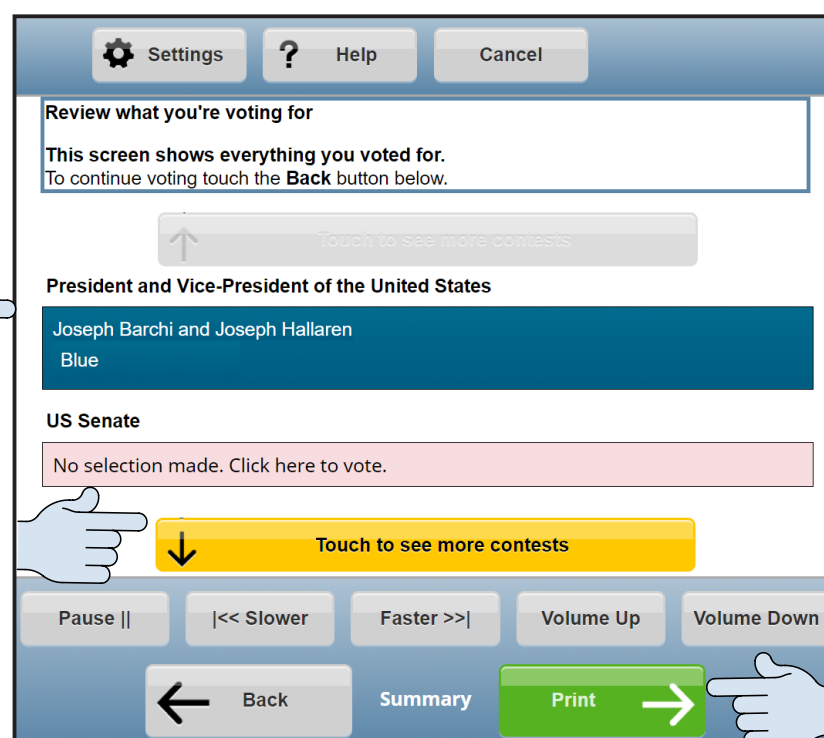 Settings
? Help
Cancel
Review what you're voting for
This screen shows everything you voted for.
To continue voting touch the Back button below.
Touch to see more contests
President and Vice-President of the United States
Joseph Barchi and Joseph Hallaren
Blue
US Senate
No selection made. Click here to vote.
Touch to see more contests
Pause ||
|<< Slower
Faster >>|
Volume Up
Volume Down
Back
Summary
Print